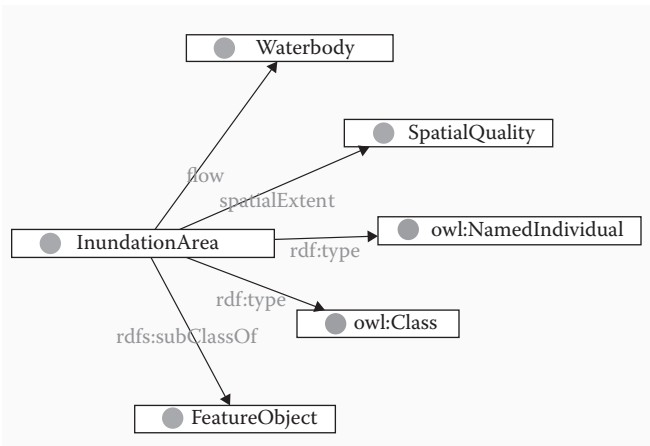 Waterbody
SpatialQuality
flow
spatialExtent
owl:NamedIndividual
InundationArea
rdf:type
rdf:type
owl:Class
rdfs:subClassOf
FeatureObject